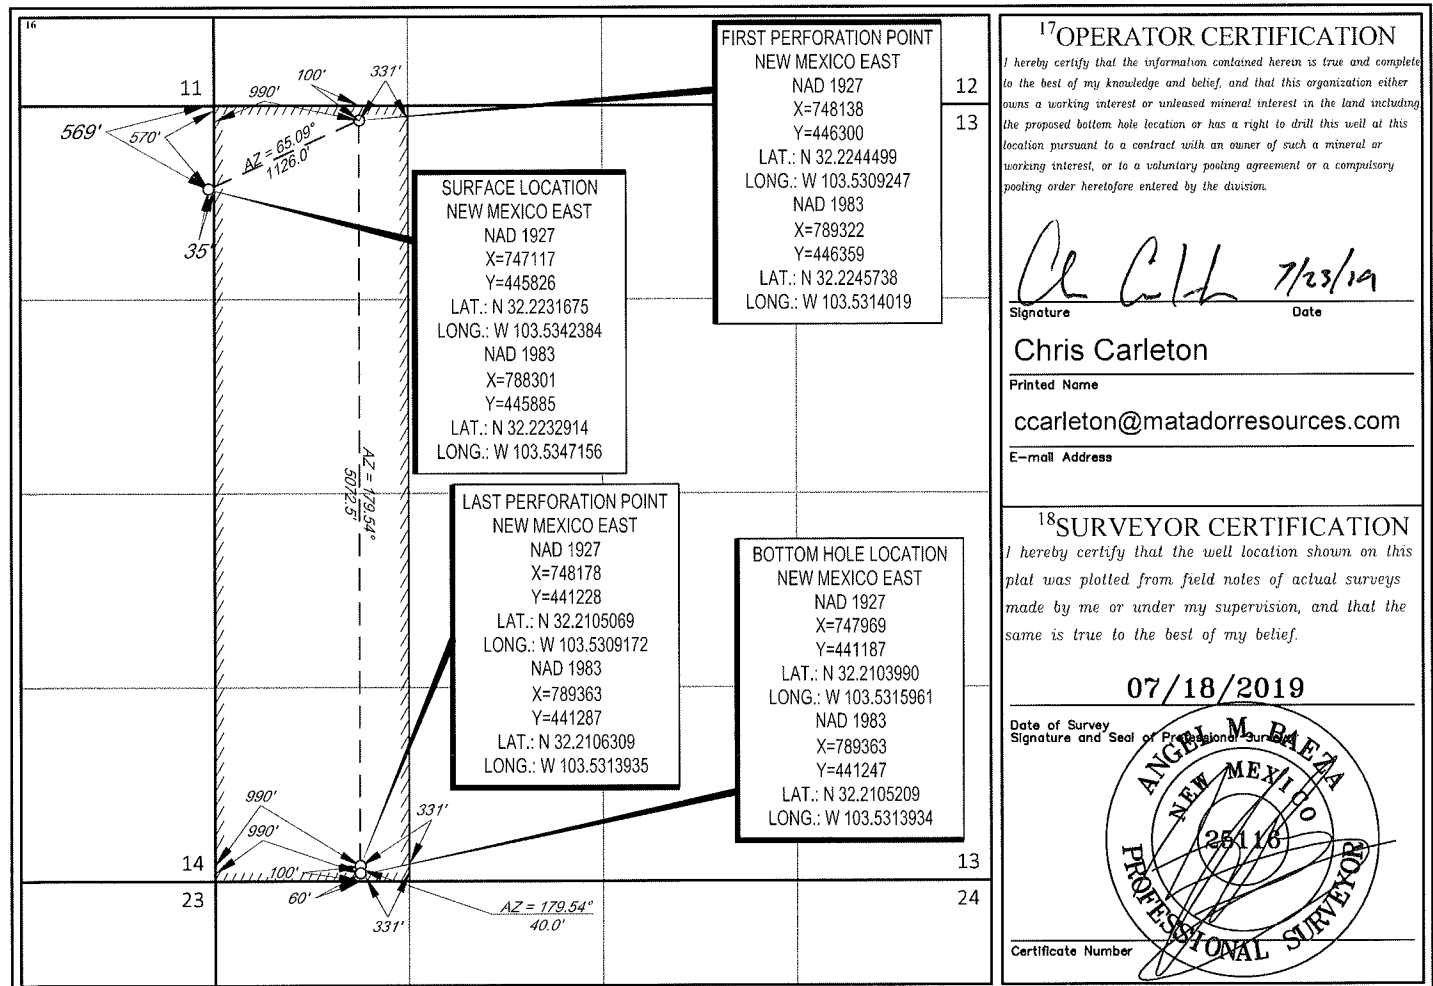 16
11
12
13
569'
570'
990'
100'
331'
AZ = 65.09°
1126.0'
35'
FIRST PERFORATION POINT
NEW MEXICO EAST
NAD 1927
X=748138
Y=446300
LAT.: N 32.2244499
LONG.: W 103.5309247
NAD 1983
X=789322
Y=446359
LAT.: N 32.2245738
LONG.: W 103.5314019
SURFACE LOCATION
NEW MEXICO EAST
NAD 1927
X=747117
Y=445826
LAT.: N 32.2231675
LONG.: W 103.5342384
NAD 1983
X=788301
Y=445885
LAT.: N 32.2232914
LONG.: W 103.5347156
AZ = 179.54°
5072.5'
LAST PERFORATION POINT
NEW MEXICO EAST
NAD 1927
X=748178
Y=441228
LAT.: N 32.2105069
LONG.: W 103.5309172
NAD 1983
X=789363
Y=441287
LAT.: N 32.2106309
LONG.: W 103.5313935
BOTTOM HOLE LOCATION
NEW MEXICO EAST
NAD 1927
X=747969
Y=441187
LAT.: N 32.2103990
LONG.: W 103.5315961
NAD 1983
X=789363
Y=441247
LAT.: N 32.2105209
LONG.: W 103.5313934
990'
990'
331'
14
13
100'
60'
23
24
331'
AZ = 179.54°
40.0'
17OPERATOR CERTIFICATION
I hereby certify that the information contained herein is true and complete
to the best of my knowledge and belief, and that this organization either
owns a working interest or unleased mineral interest in the land including
the proposed bottom hole location or has a right to drill this well at this
location pursuant to a contract with an owner of such a mineral or
working interest, or to a voluntary pooling agreement or a compulsory
pooling order heretofore entered by the division.
7/23/19
Signature Date
Chris Carleton
Printed Name
ccarleton@matadorresources.com
E-mail Address
18SURVEYOR CERTIFICATION
I hereby certify that the well location shown on this
plat was plotted from field notes of actual surveys
made by me or under my supervision, and that the
same is true to the best of my belief.
07/18/2019
Date of Survey
Signature and Seal of Professional Surveyor
ANGEL M. BAEZA
NEW MEXICO
25116
PROFESSIONAL SURVEYOR
Certificate Number